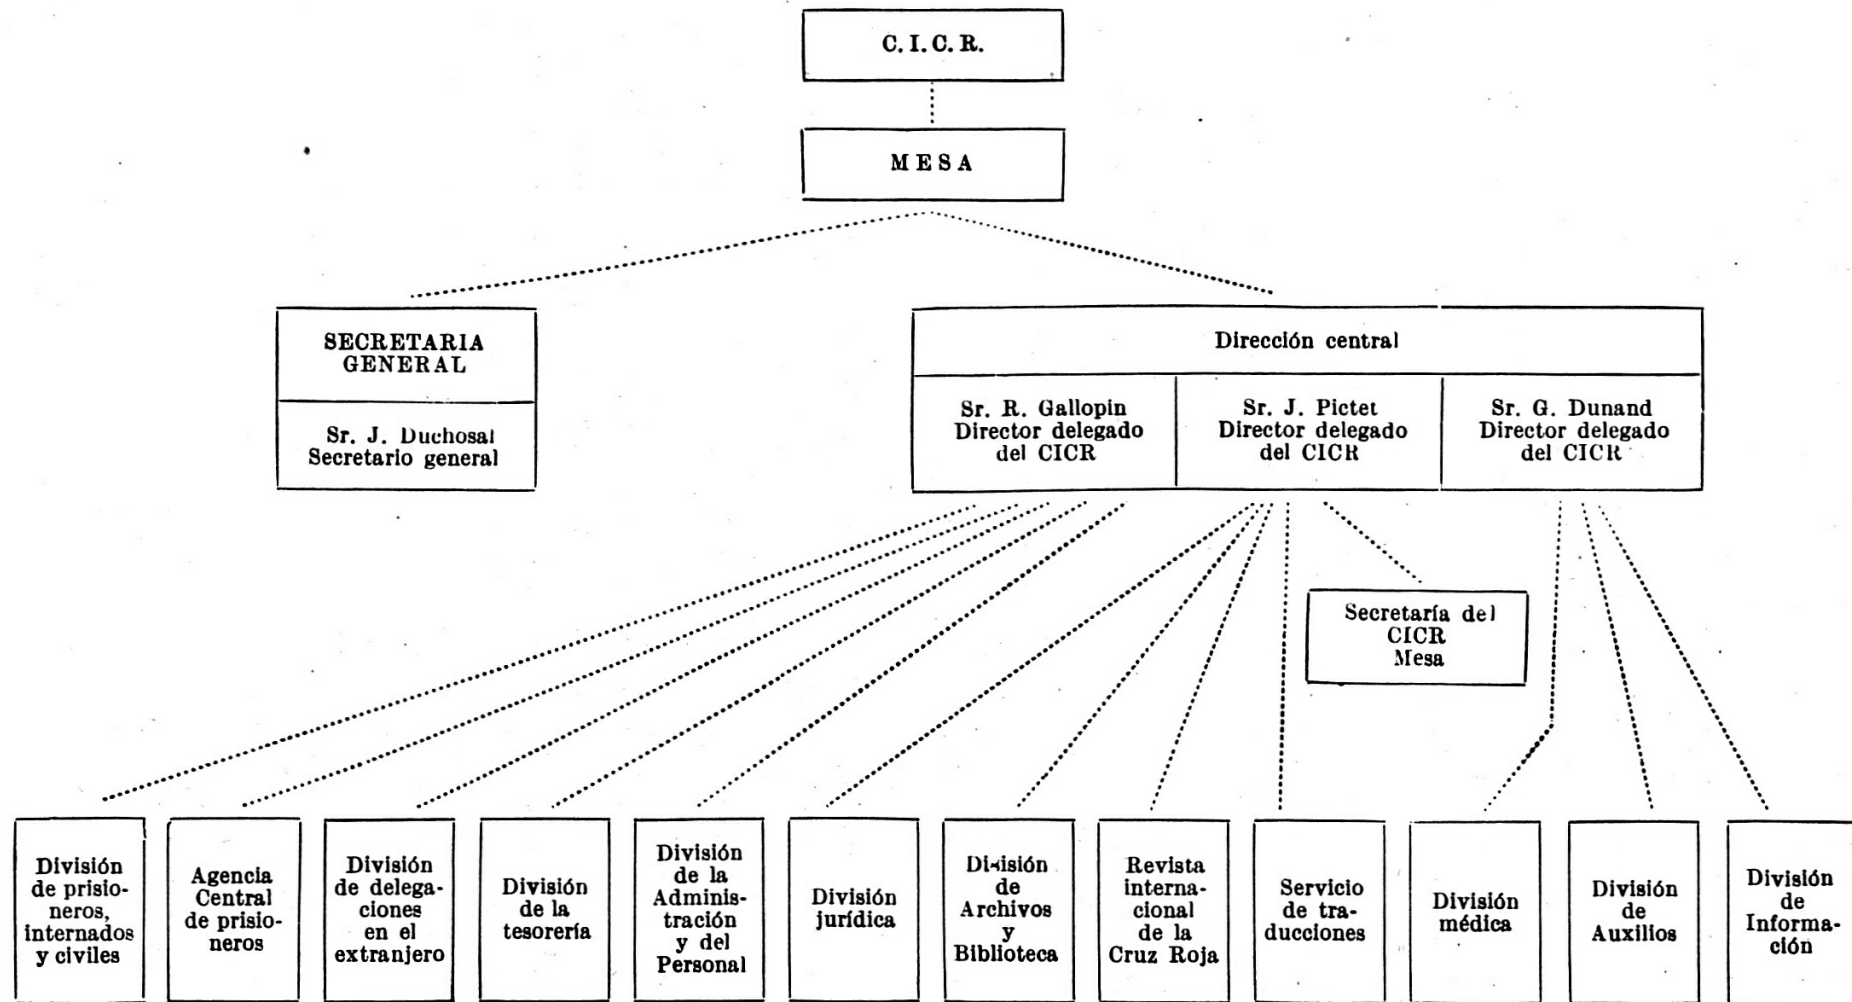 C. I. C. R.
MESA
SECRETARIA
GENERAL
Sr. J. Duchosal
Secretario general
Dirección central
Sr. R. Gallopin
Director delegado
del CICR
Sr. J. Pictet
Director delegado
del CICR
Sr. G. Dunand
Director delegado
del CICR
Secretaría del
CICR
Mesa
División
de prisio-
neros,
internados
y civiles
Agencia
Central
de prisio-
neros
División
de delega-
ciones
en el
extranjero
División
de la
tesorería
División
de la
Adminis-
tración
y del
Personal
División
jurídica
División
de
Archivos
y
Biblioteca
Revista
interna-
cional
de la
Cruz Roja
Servicio
de tra-
ducciones
División
médica
División
de
Auxilios
División
de
Informa-
ción